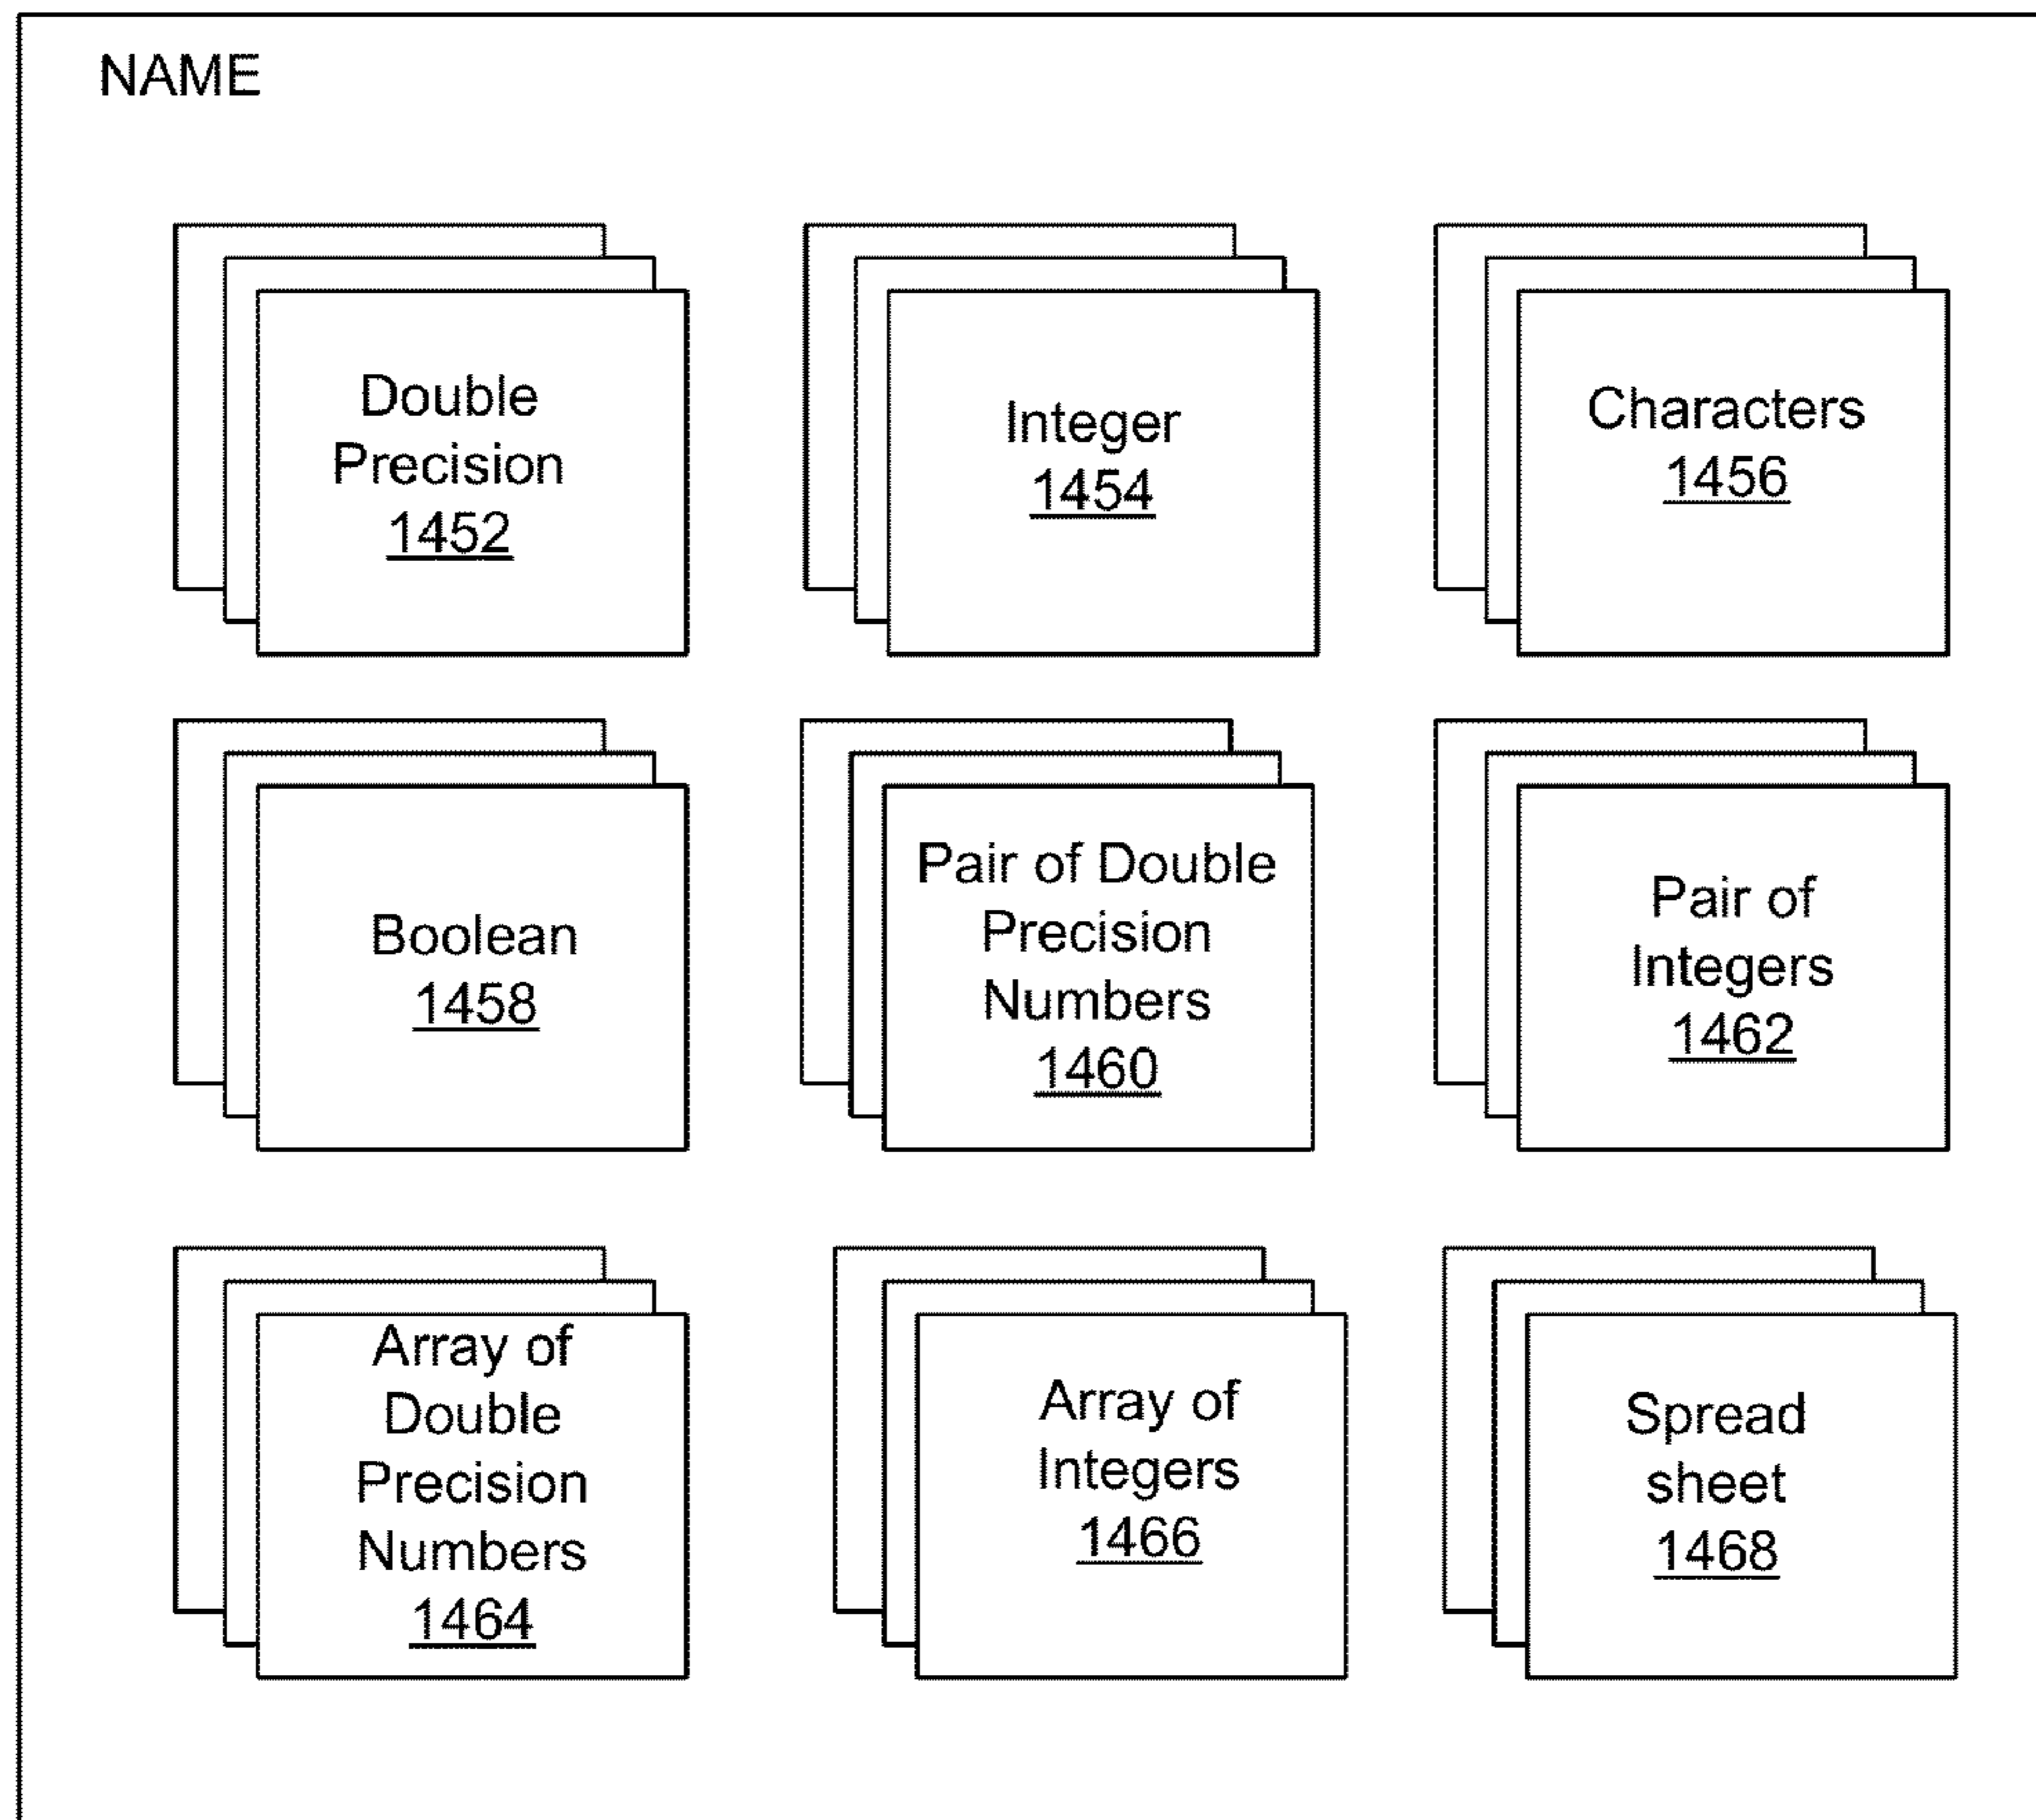 NAME
Double
Precision
1452
Integer
1454
Characters
1456
Boolean
1458
Pair of Double
Precision
Numbers
1460
Pair of
Integers
1462
Array of
Double
Precision
Numbers
1464
Array of
Integers
1466
Spread
sheet
1468